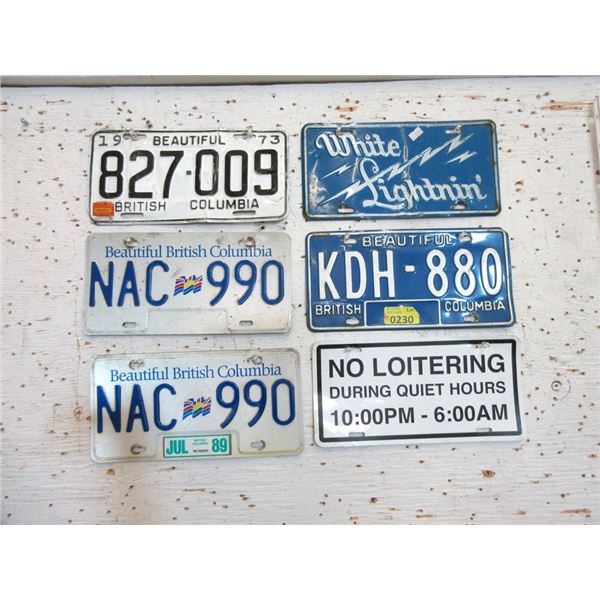 19 BEAUTIFUL 73
827-009
BRITISH COLUMBIA
White
Lightnin'
Beautiful British Columbia
NAC 990
BEAUTIFUL
KDH-880
BRITISH COLUMBIA
0230
Beautiful British Columbia
NAC 990
JUL 89
NO LOITERING
DURING QUIET HOURS
10:00PM - 6:00AM